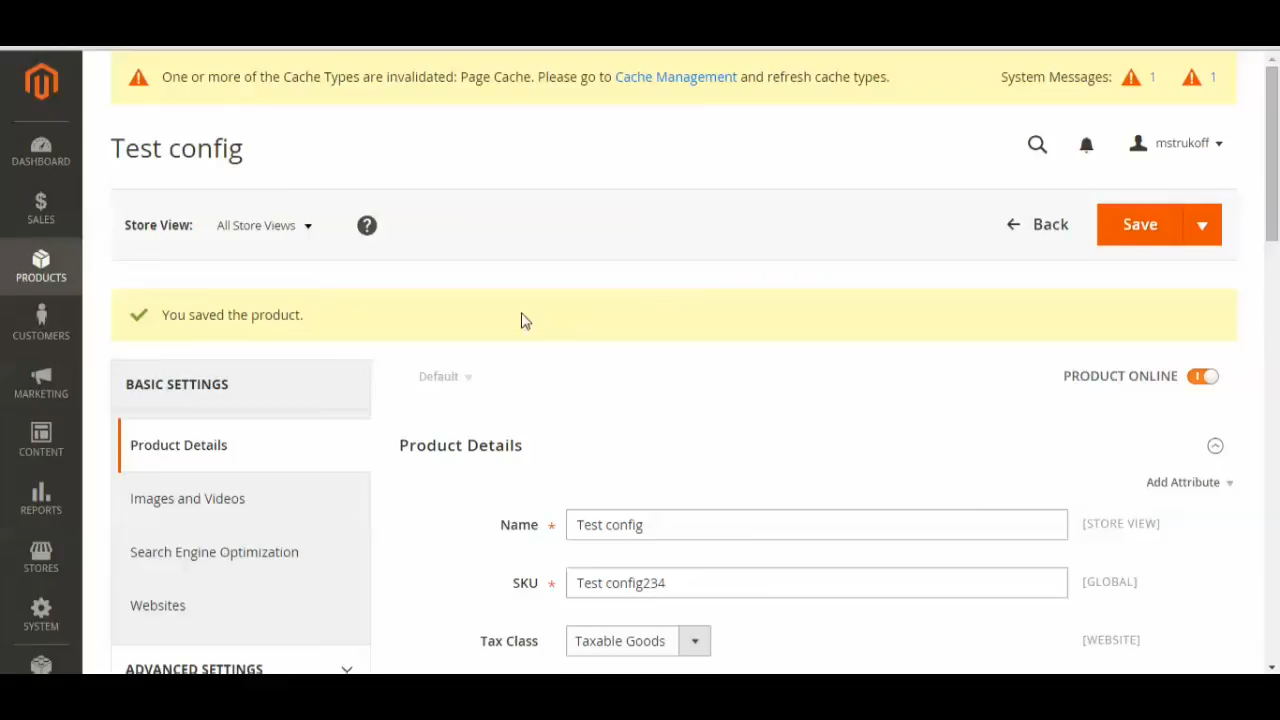 One or more of the Cache Types are invalidated: Page Cache. Please go to Cache Management and refresh cache types. System Messages: 1 1
Test config
mstrukoff
Store View: All Store Views ? Back Save
You saved the product.
DASHBOARD
SALES
PRODUCTS
CUSTOMERS
MARKETING
CONTENT
REPORTS
STORES
SYSTEM
BASIC SETTINGS
Product Details
Images and Videos
Search Engine Optimization
Websites
ADVANCED SETTINGS
Default PRODUCT ONLINE
Product Details
Add Attribute
Name * Test config [STORE VIEW]
SKU * Test config234 [GLOBAL]
Tax Class Taxable Goods [WEBSITE]